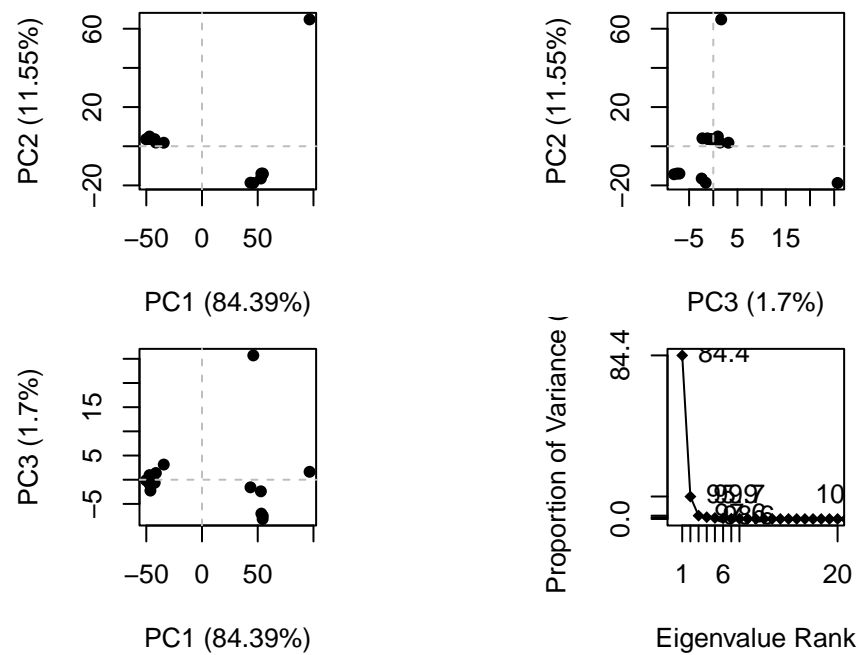 PC2 (11.55%)
−20 20 60
−50 0 50
PC1 (84.39%)
PC2 (11.55%)
−20 20 60
−5 5 15
PC3 (1.7%)
PC3 (1.7%)
−5 5 15
−50 0 50
PC1 (84.39%)
Proportion of Variance (
0.0 84.4
84.4
1 6 20
Eigenvalue Rank